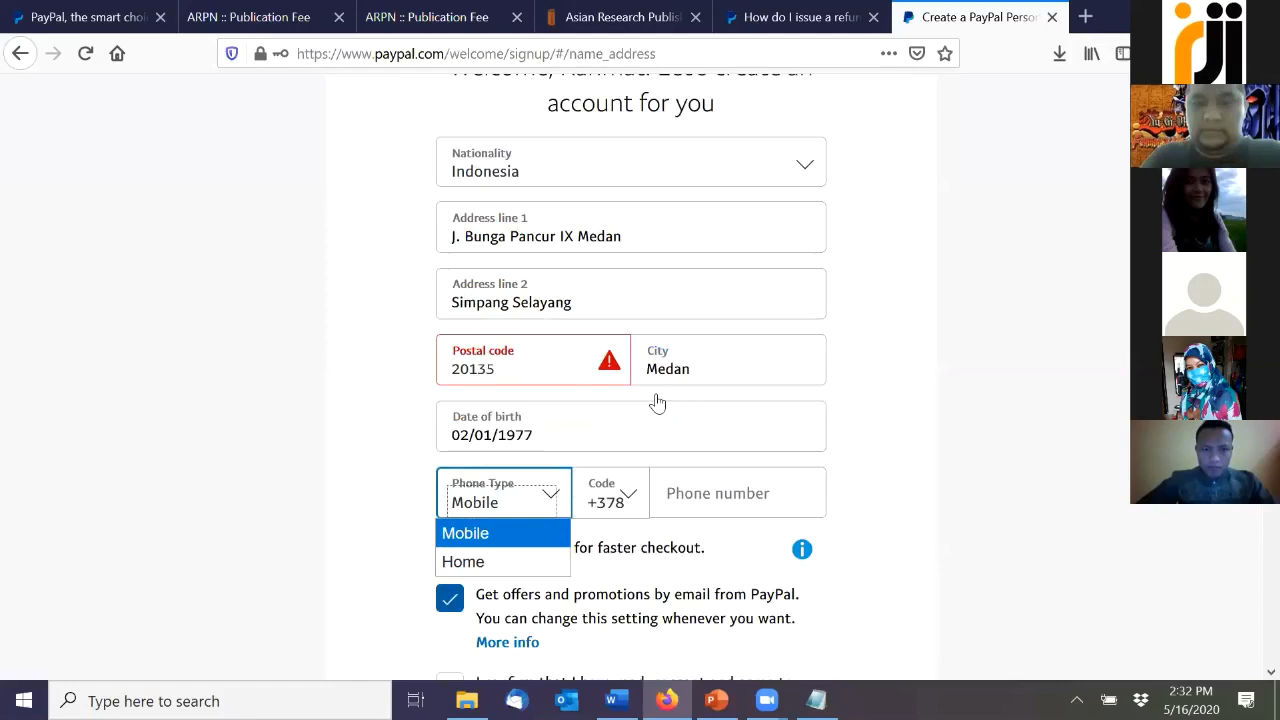 PayPal, the smart choi
ARPN :: Publication Fee
ARPN :: Publication Fee
Asian Research Publish
How do I issue a refun
Create a PayPal Perso
https://www.paypal.com/welcome/signup/#/name_address
account for you
Nationality
Indonesia
Address line 1
J. Bunga Pancur IX Medan
Address line 2
Simpang Selayang
Postal code
20135
City
Medan
Date of birth
02/01/1977
Phone Type
Mobile
Code
+378
Phone number
Mobile
Home
for faster checkout.
Get offers and promotions by email from PayPal.
You can change this setting whenever you want.
More info
Type here to search
2:32 PM
5/16/2020
rji